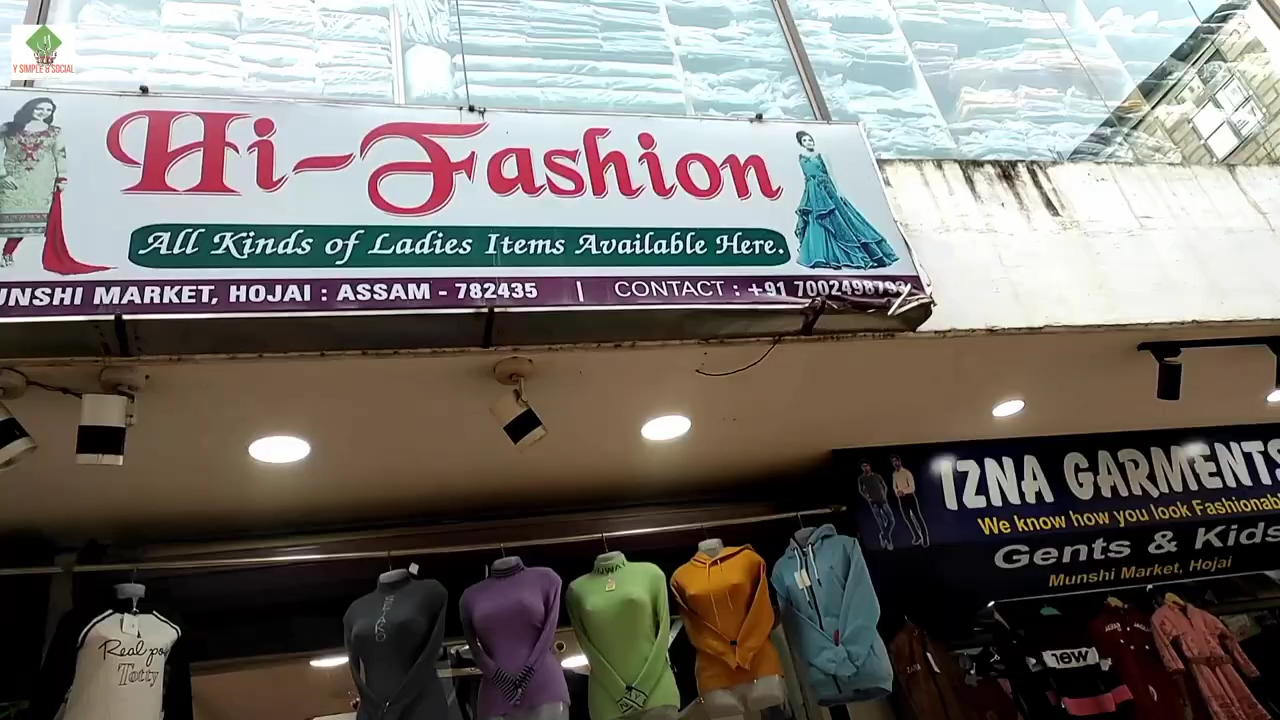 Y SIMPLE & SOCIAL
Hi-Fashion
All Kinds of Ladies Items Available Here.
MUNSHI MARKET, HOJAI : ASSAM - 782435 | CONTACT : +91 7002498793
IZNA GARMENTS
We know how you look Fashionab
Gents & Kids
Munshi Market, Hojai
Real
Totty